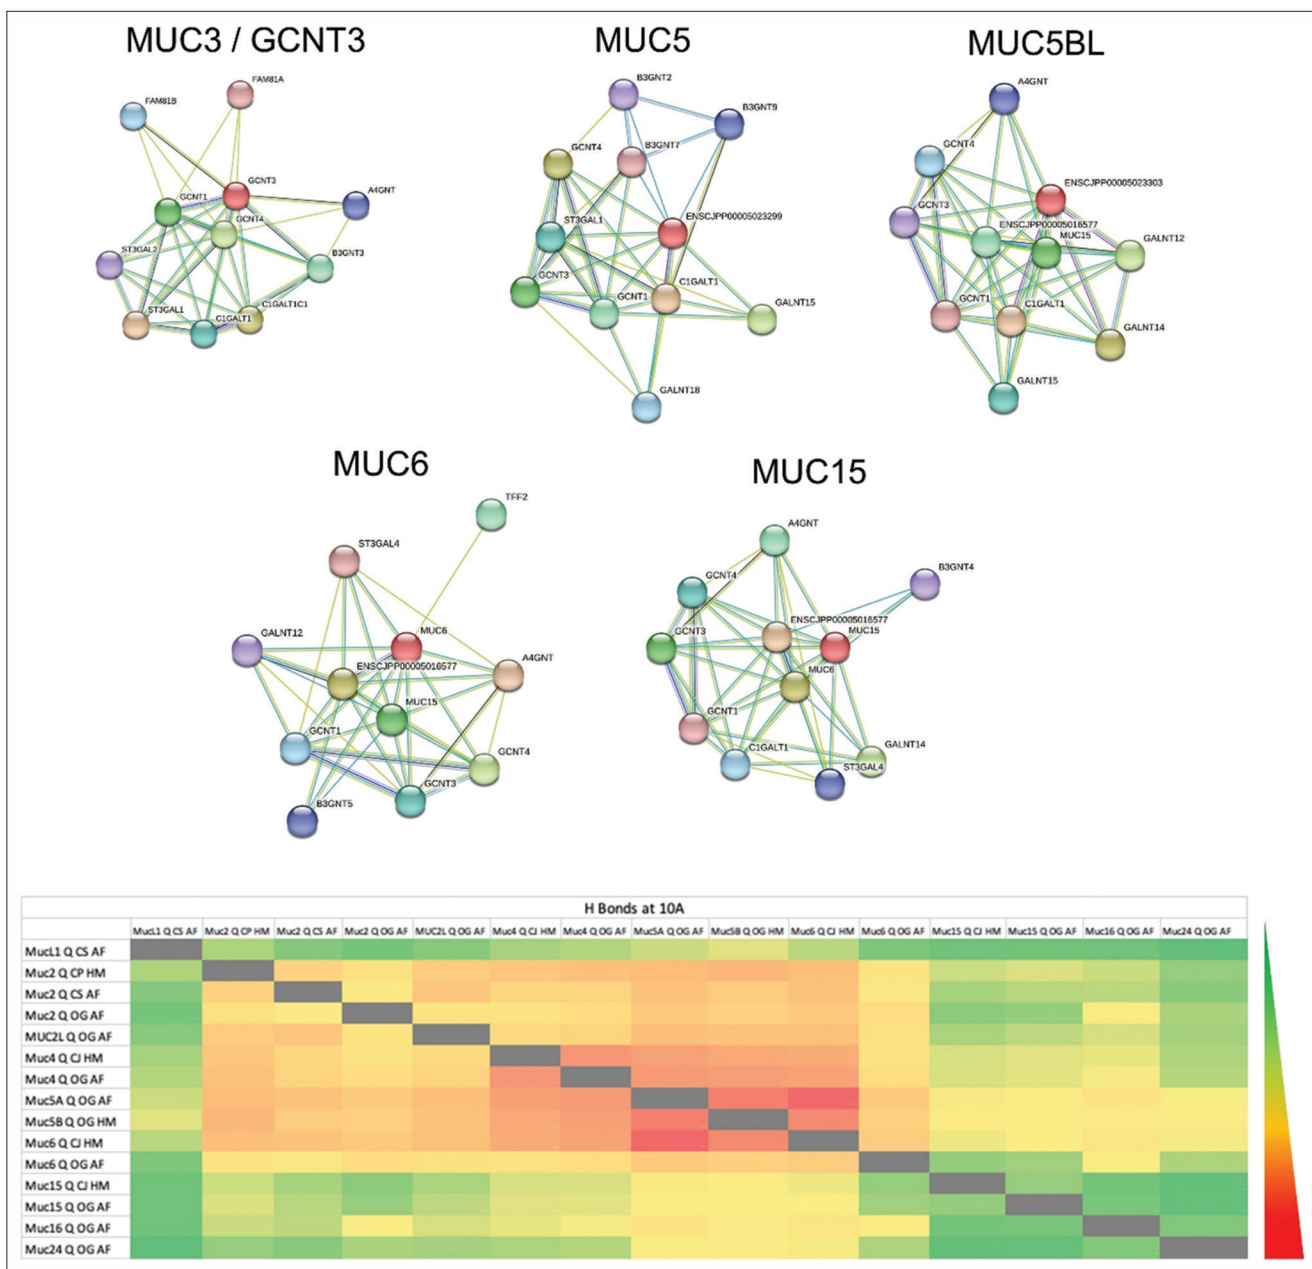 MUC3 / GCNT3
MUC5
MUC5BL
FAM81A
FAM81B
GCNT3
GCNT1
A4GNT
GCNT4
ST3GAL2
B3GNT3
ST3GAL1
C1GALT1C1
C1GALT1
B3GNT2
B3GNT9
GCNT4
B3GNT7
ENSCJPP00005023299
ST3GAL1
GCNT3
C1GALT1
GCNT1
GALNT15
GALNT18
A4GNT
GCNT4
ENSCJPP00005023303
GCNT3
ENSCJPP00005016577
MUC15
GALNT12
GCNT1
C1GALT1
GALNT14
GALNT15
MUC6
MUC15
TFF2
ST3GAL4
MUC6
GALNT12
ENSCJPP00005016577
A4GNT
MUC15
GCNT1
GCNT4
GCNT3
B3GNT5
A4GNT
B3GNT4
GCNT4
ENSCJPP00005016577
MUC15
GCNT3
MUC6
GCNT1
C1GALT1
GALNT14
ST3GAL4
H Bonds at 10A
MucL1 Q CS AF Muc2 Q CP HM Muc2 Q CS AF Muc2 Q OG AF MUC2L Q OG AF Muc4 Q CJ HM Muc4 Q OG AF Muc5A Q OG AF Muc5B Q OG HM Muc6 Q CJ HM Muc6 Q OG AF Muc15 Q CJ HM Muc15 Q OG AF Muc16 Q OG AF Muc24 Q OG AF
MucL1 Q CS AF
Muc2 Q CP HM
Muc2 Q CS AF
Muc2 Q OG AF
MUC2L Q OG AF
Muc4 Q CJ HM
Muc4 Q OG AF
Muc5A Q OG AF
Muc5B Q OG HM
Muc6 Q CJ HM
Muc6 Q OG AF
Muc15 Q CJ HM
Muc15 Q OG AF
Muc16 Q OG AF
Muc24 Q OG AF